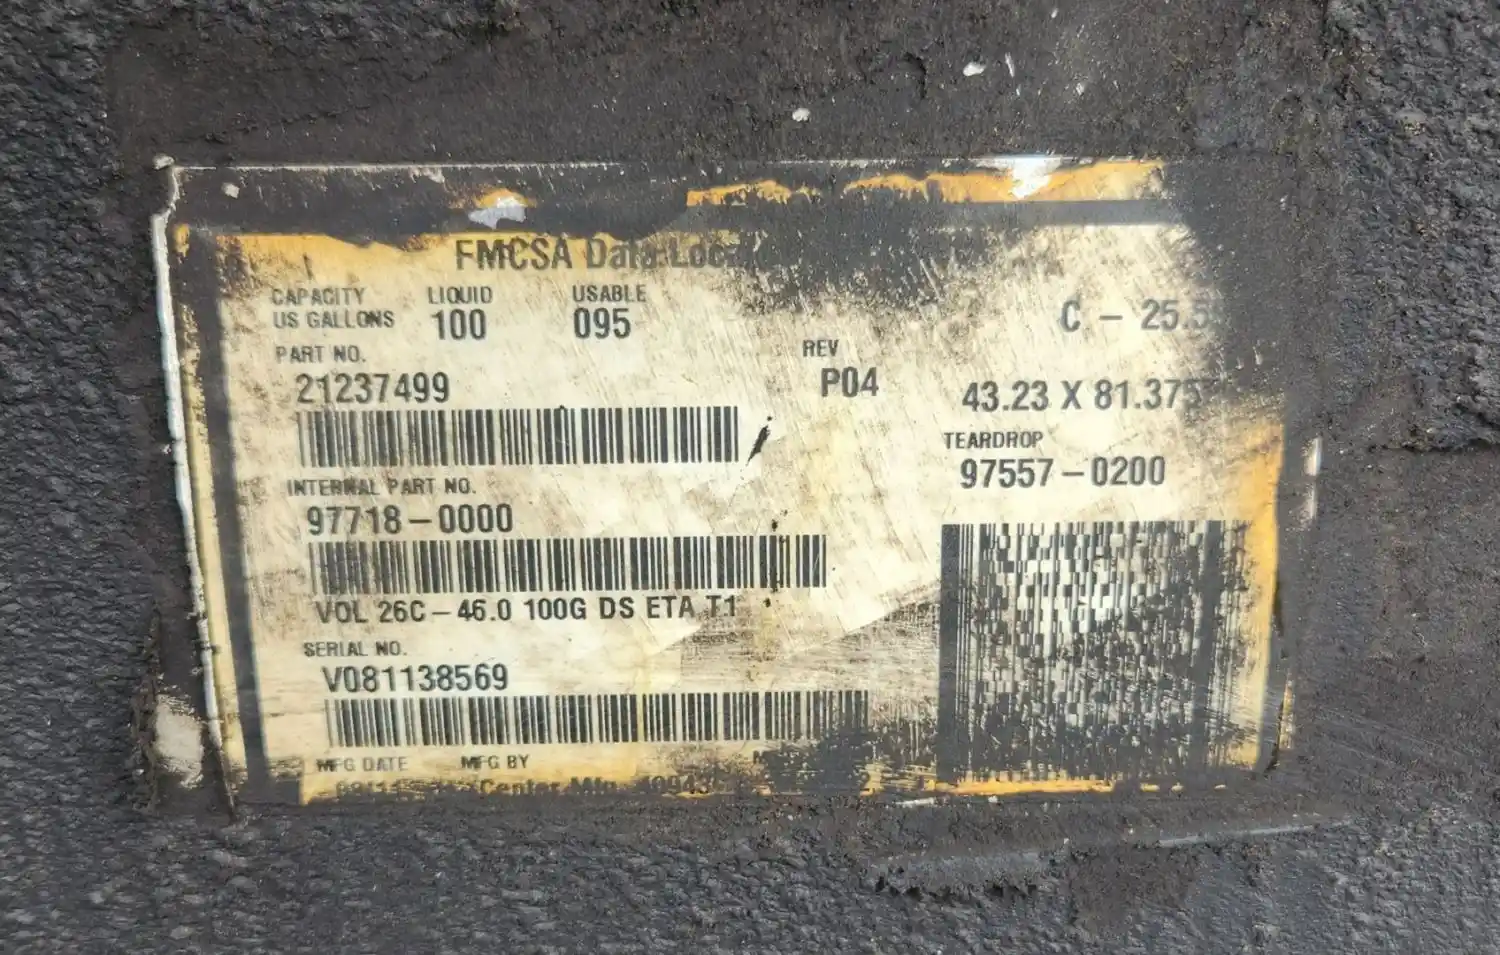 FMCSA Data
CAPACITY LIQUID USABLE
US GALLONS 100 095
C - 25.5
PART NO. REV
21237499 P04 43.23 X 81.375
TEARDROP
97557-0200
INTERNAL PART NO.
97718-0000
VOL 26C-46.0 100G DS ETA T1
SERIAL NO.
V081138569
MFG DATE MFG BY
Center Mfg.